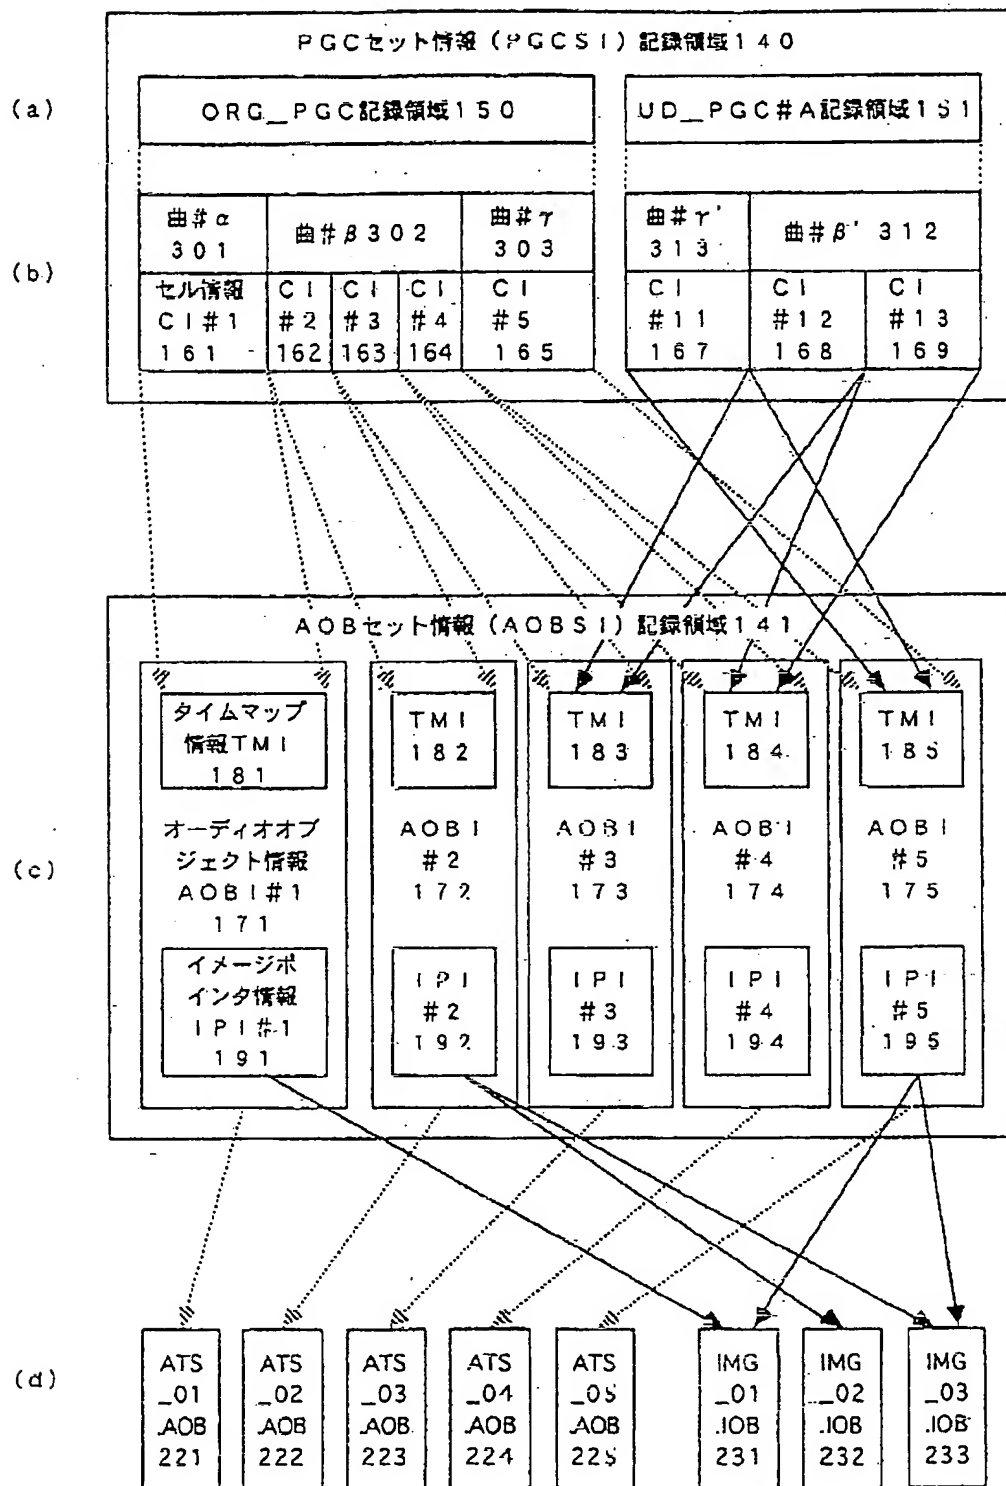 PGCセット情報(PGCSI)記録領域140
(a)
ORG_PGC記録領域150
UD_PGC#A記録領域151
(b)
曲#α
301
曲#β302
曲#γ
303
曲#γ'
313
曲#β' 312
セル情報
CI#1
161
CI
#2
162
CI
#3
163
CI
#4
164
CI
#5
165
CI
#11
167
CI
#12
168
CI
#13
169
AOBセット情報(AOBSI)記録領域141
(c)
タイムマップ
情報TMI
181
TMI
182
TMI
183
TMI
184
TMI
185
オーディオオブ
ジェクト情報
AOBI#1
171
AOBI
#2
172
AOBI
#3
173
AOBI
#4
174
AOBI
#5
175
イメージポ
インタ情報
IPI#1
191
IPI
#2
192
IPI
#3
193
IPI
#4
194
IPI
#5
195
(d)
ATS
_01
.AOB
221
ATS
_02
.AOB
222
ATS
_03
.AOB
223
ATS
_04
.AOB
224
ATS
_05
.AOB
225
IMG
_01
.IOB
231
IMG
_02
.IOB
232
IMG
_03
.IOB
233